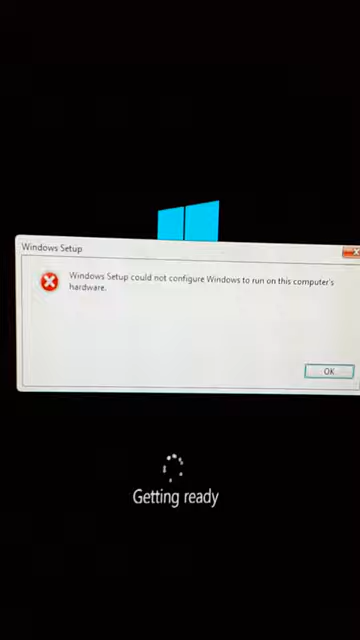 Windows Setup
Windows Setup could not configure Windows to run on this computer's
hardware.
OK
Getting ready